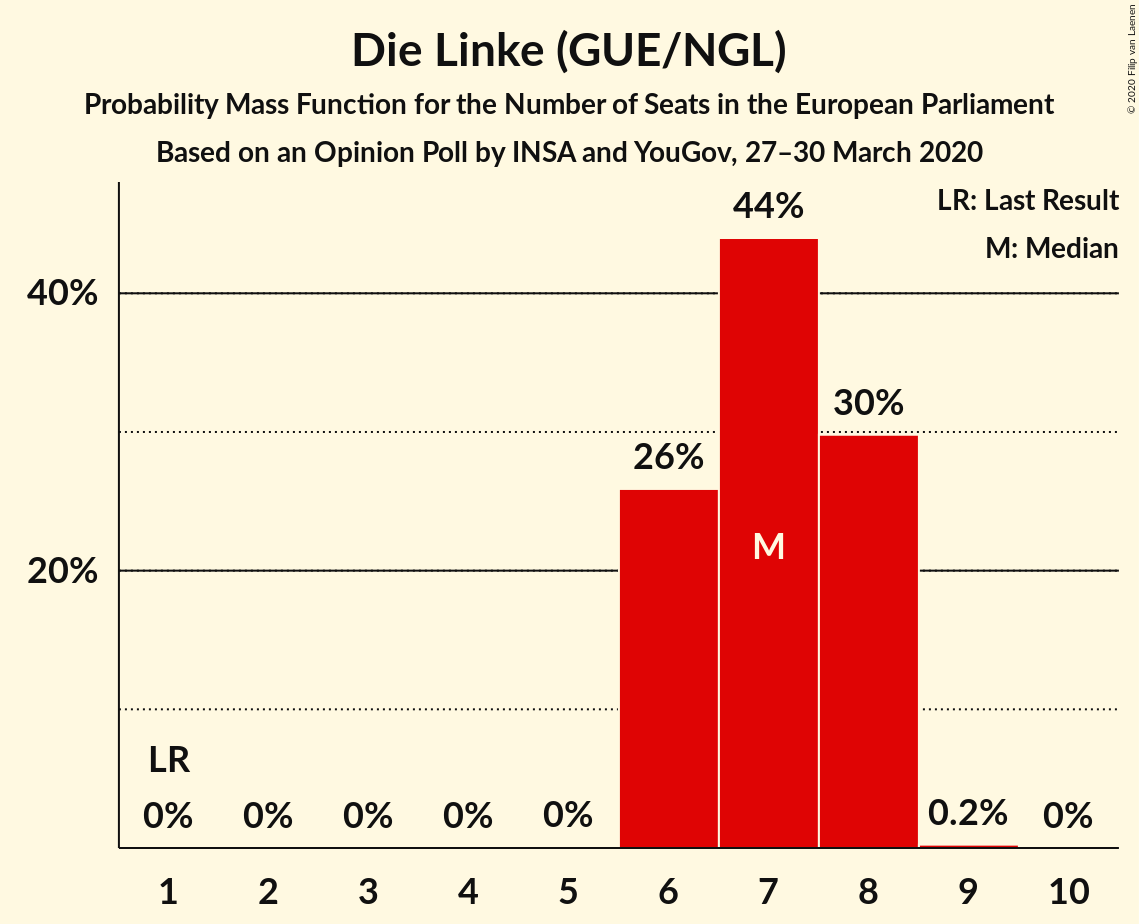 Die Linke (GUE/NGL)
Probability Mass Function for the Number of Seats in the European Parliament
Based on an Opinion Poll by INSA and YouGov, 27–30 March 2020
© 2020 Filip van Laenen
LR: Last Result
M: Median
44%
40%
30%
26%
M
20%
LR
0% 0% 0% 0% 0% 0.2% 0%
1 2 3 4 5 6 7 8 9 10